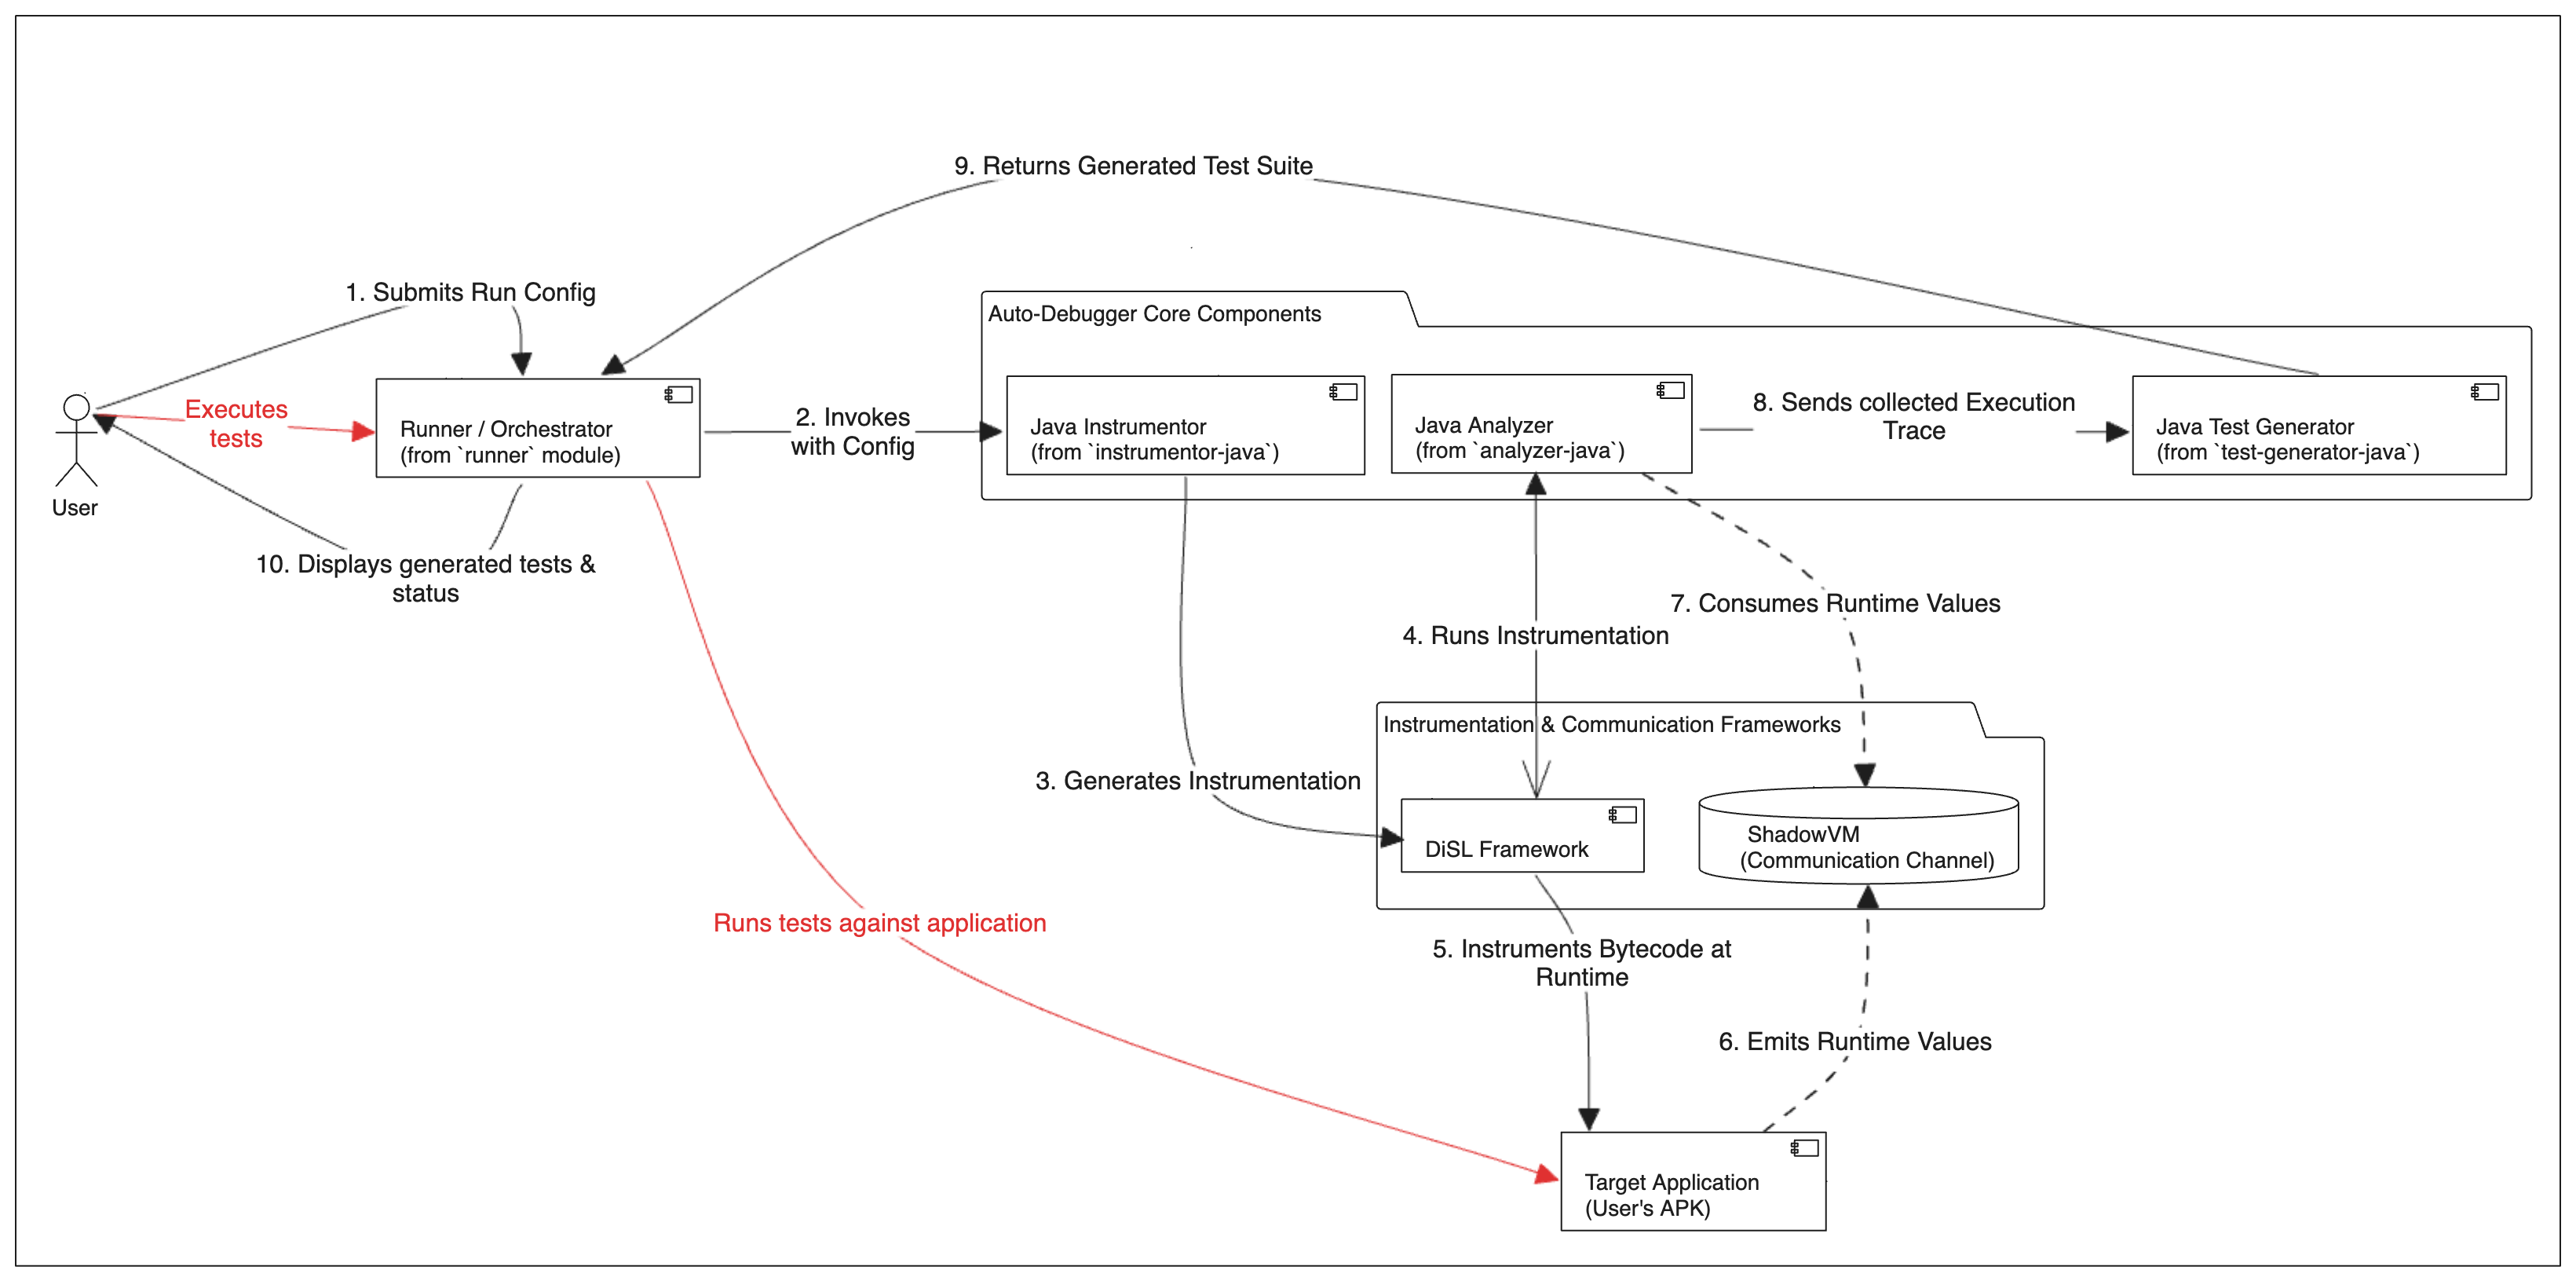 9. Returns Generated Test Suite
1. Submits Run Config
Auto-Debugger Core Components
Executes
tests
User
Runner / Orchestrator
(from `runner` module)
2. Invokes
with Config
Java Instrumentor
(from `instrumentor-java`)
Java Analyzer
(from `analyzer-java`)
8. Sends collected Execution
Trace
Java Test Generator
(from `test-generator-java`)
10. Displays generated tests &
status
7. Consumes Runtime Values
4. Runs Instrumentation
Instrumentation & Communication Frameworks
3. Generates Instrumentation
DiSL Framework
ShadowVM
(Communication Channel)
Runs tests against application
5. Instruments Bytecode at
Runtime
6. Emits Runtime Values
Target Application
(User's APK)